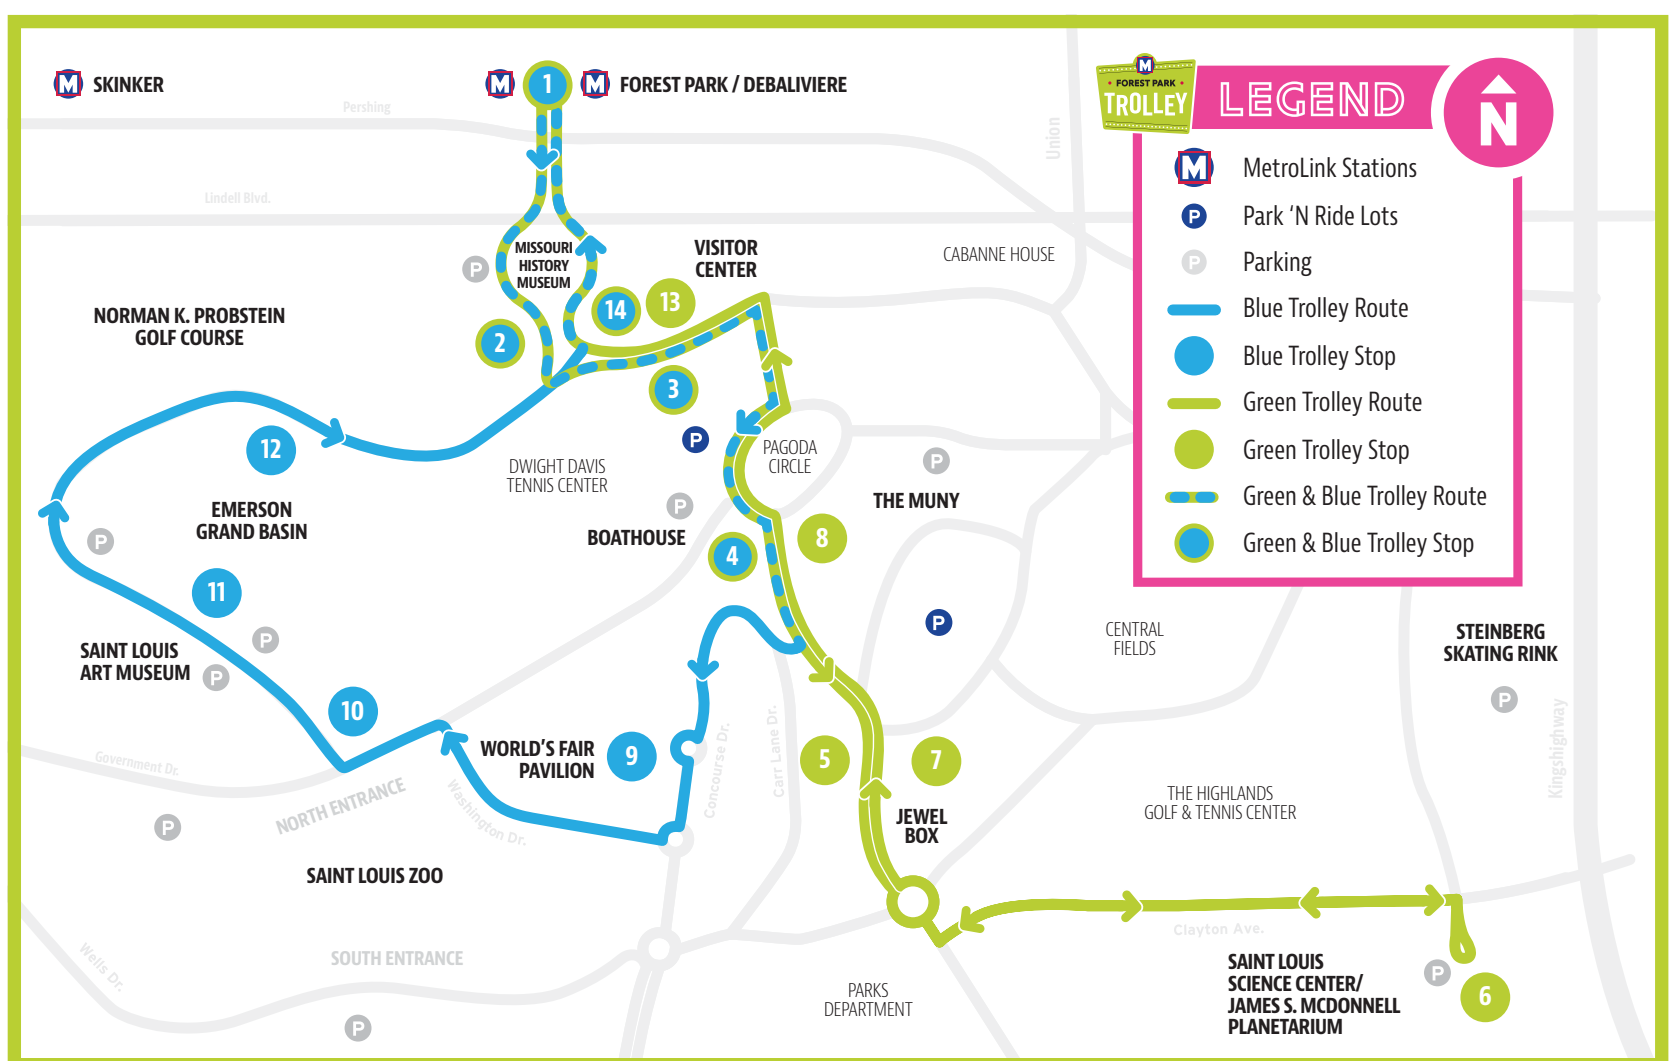 M SKINKER
M 1 M FOREST PARK / DEBALIVIERE
Pershing
Union
Lindell Blvd.
M
FOREST PARK
TROLLEY
LEGEND
N
M MetroLink Stations
P Park ‘N Ride Lots
P Parking
Blue Trolley Route
Blue Trolley Stop
Green Trolley Route
Green Trolley Stop
Green & Blue Trolley Route
Green & Blue Trolley Stop
MISSOURI
HISTORY
MUSEUM
P
VISITOR
CENTER
CABANNE HOUSE
14
13
2
3
NORMAN K. PROBSTEIN
GOLF COURSE
12
P
PAGODA
CIRCLE
DWIGHT DAVIS
TENNIS CENTER
P
THE MUNY
EMERSON
GRAND BASIN
P
BOATHOUSE
P
4
8
11
P
SAINT LOUIS
ART MUSEUM
P
P
CENTRAL
FIELDS
STEINBERG
SKATING RINK
P
Kingshighway
10
WORLD’S FAIR
PAVILION
9
Concourse Dr.
Carr Lane Dr.
5
7
Government Dr.
NORTH ENTRANCE
Washington Dr.
P
JEWEL
BOX
THE HIGHLANDS
GOLF & TENNIS CENTER
SAINT LOUIS ZOO
Clayton Ave.
SOUTH ENTRANCE
Wells Dr.
P
PARKS
DEPARTMENT
SAINT LOUIS
SCIENCE CENTER/
JAMES S. MCDONNELL
PLANETARIUM
P
6